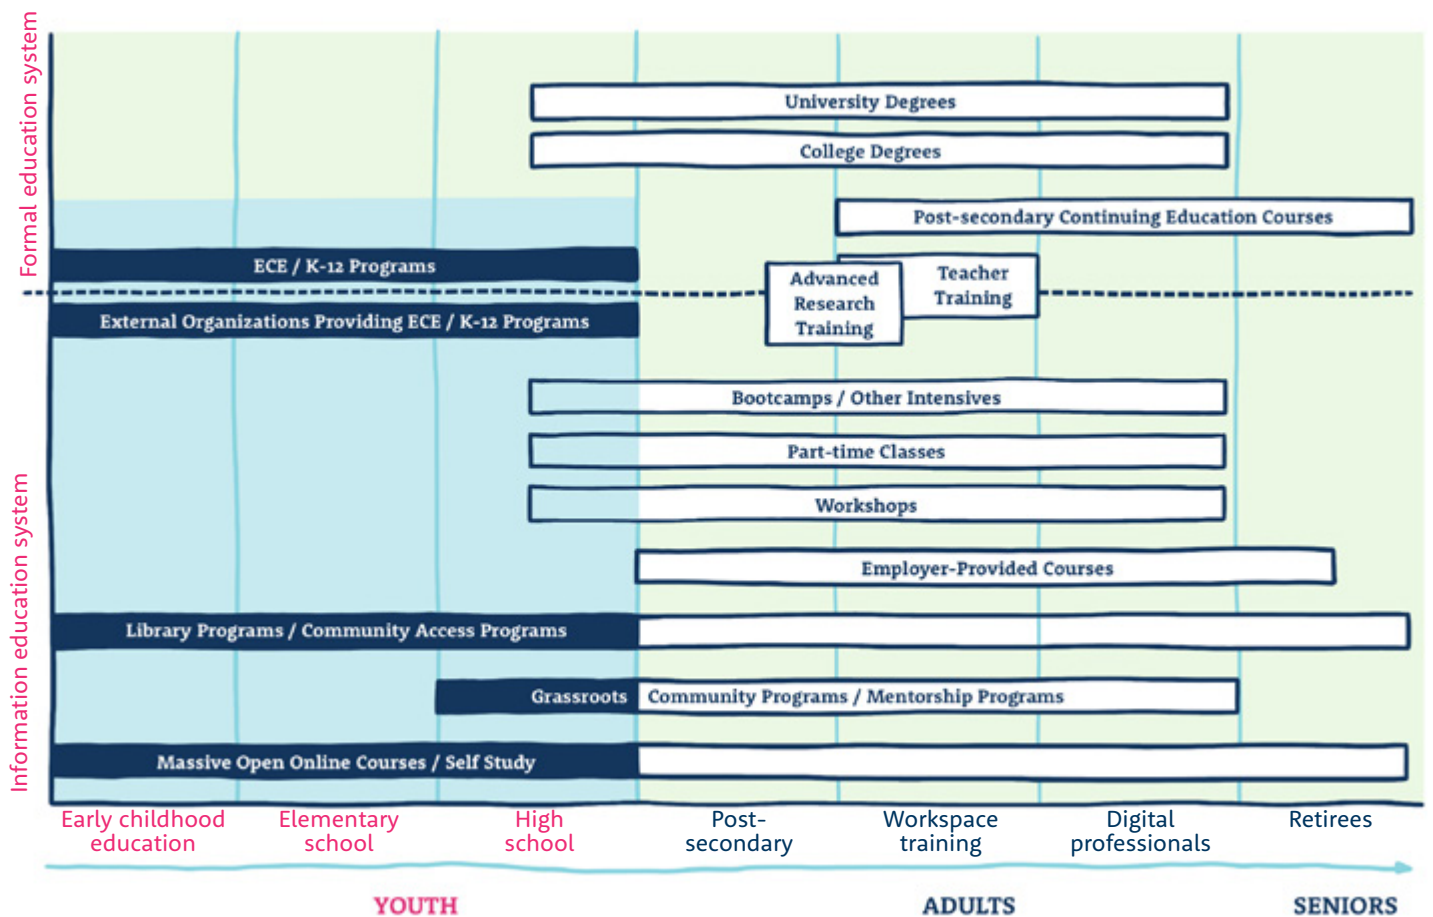 Formal education system
University Degrees
College Degrees
Post-secondary Continuing Education Courses
ECE / K-12 Programs
Advanced
Research
Training
Teacher
Training
External Organizations Providing ECE / K-12 Programs
Bootcamps / Other Intensives
Part-time Classes
Workshops
Employer-Provided Courses
Information education system
Library Programs / Community Access Programs
Grassroots Community Programs / Mentorship Programs
Massive Open Online Courses / Self Study
Early childhood
education
Elementary
school
High
school
Post-
secondary
Workspace
training
Digital
professionals
Retirees
YOUTH
ADULTS
SENIORS